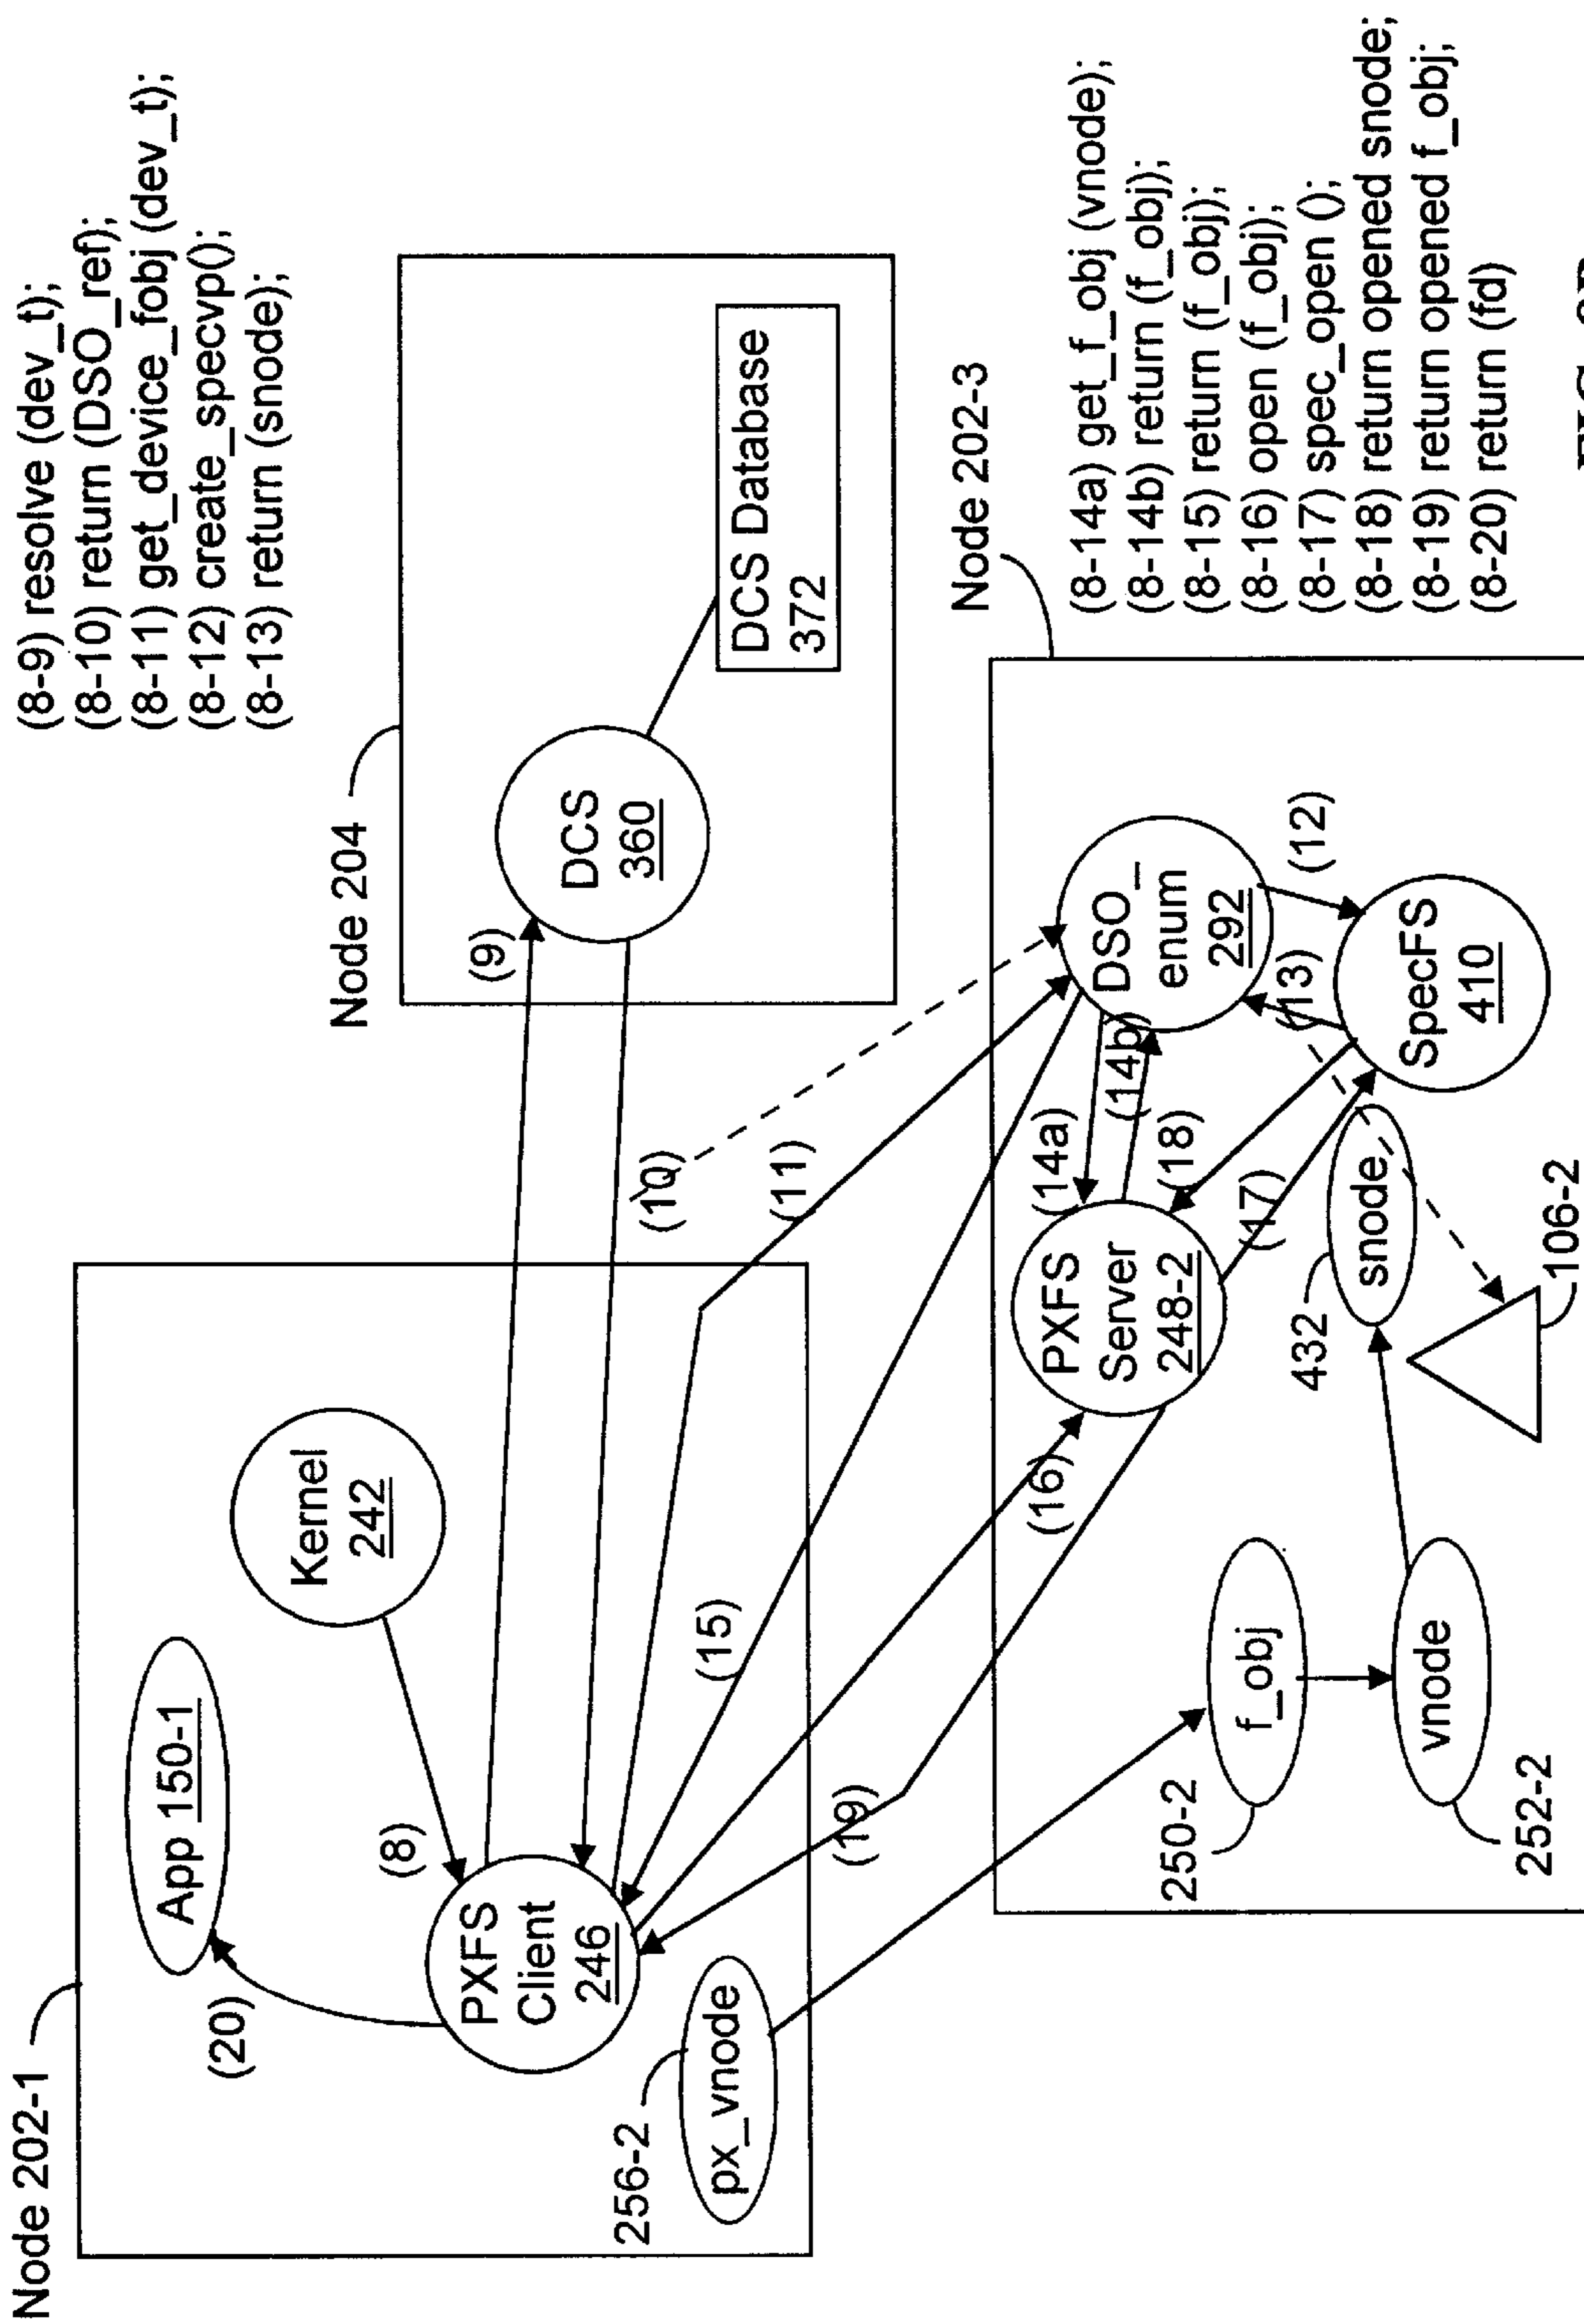 Node 202-1
App 150-1
(20)
Kernel
242
(8)
PXFS
Client
246
256-2
px_vnode
(8-9) resolve (dev_t);
(8-10) return (DSO_ref);
(8-11) get_device_fobj (dev_t);
(8-12) create_specvp();
(8-13) return (snode);
Node 204
(9)
DCS
360
DCS Database
372
(10)
(11)
(15)
(19)
Node 202-3
(16)
PXFS
Server
248-2
(14a)
(14b)
(18)
(17)
DSO_
enum
292
(12)
(13)
SpecFS
410
250-2
f_obj
432
snode
252-2
vnode
106-2
(8-14a) get_f_obj (vnode);
(8-14b) return (f_obj);
(8-15) return (f_obj);
(8-16) open (f_obj);
(8-17) spec_open ();
(8-18) return opened snode;
(8-19) return opened f_obj;
(8-20) return (fd)